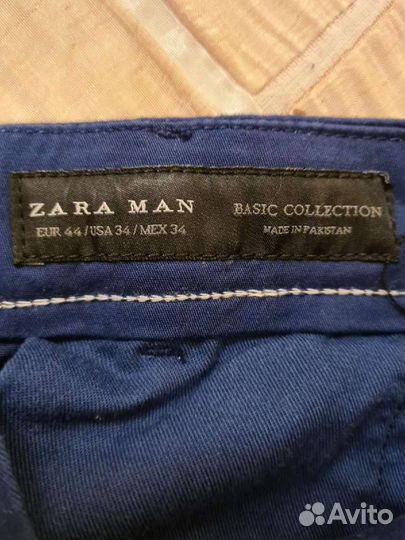 ZARA MAN
EUR 44 / USA 34 / MEX 34
BASIC COLLECTION
MADE IN PAKISTAN
Avito